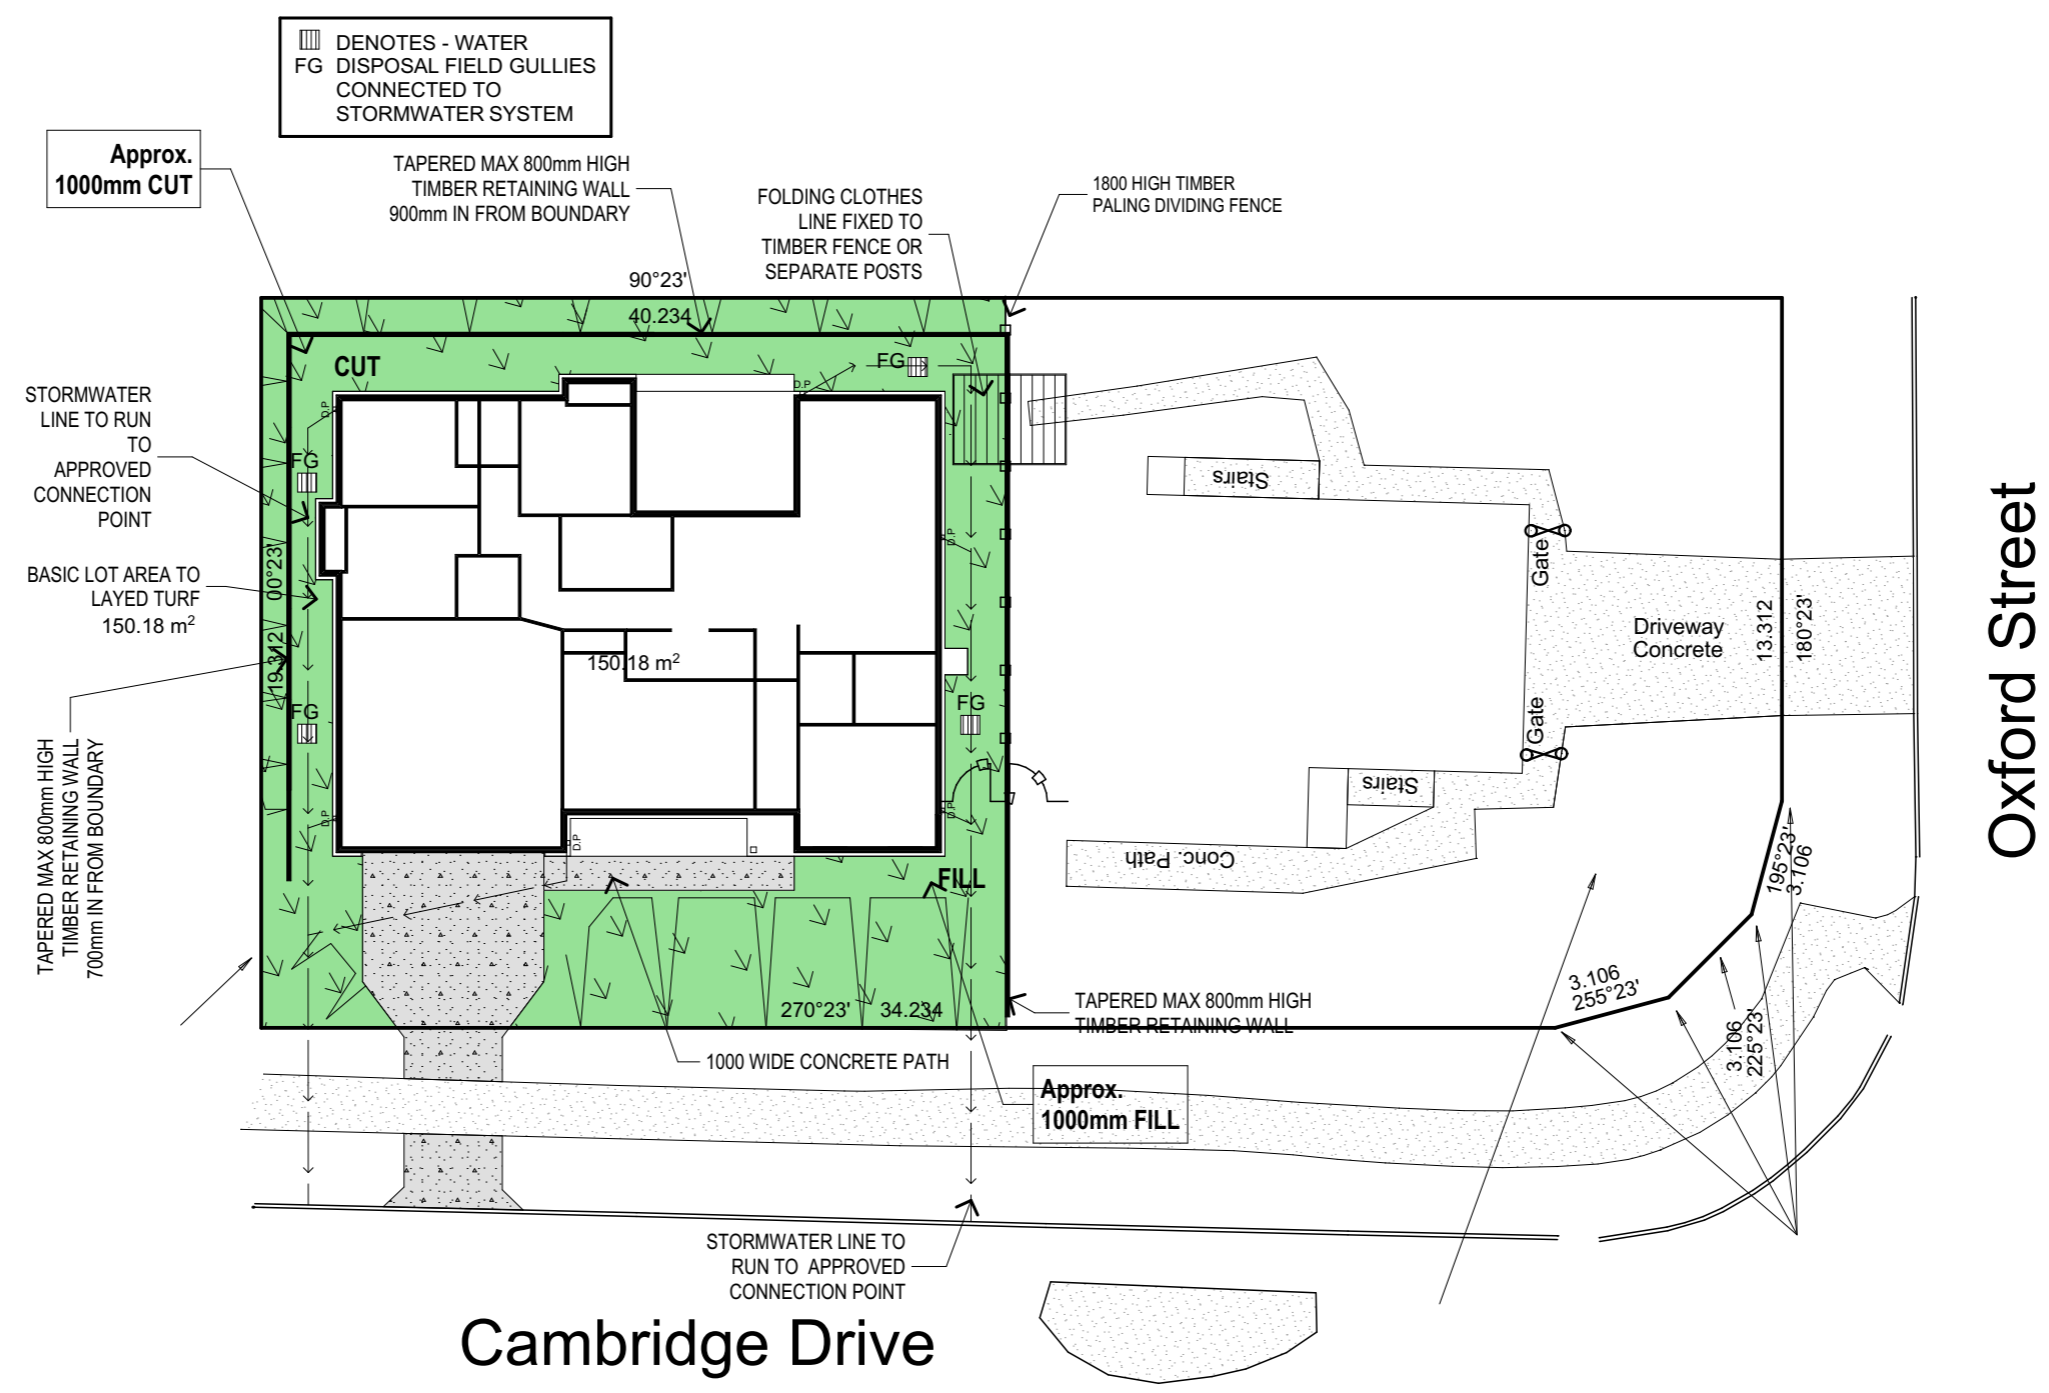 DENOTES - WATER
FG DISPOSAL FIELD GULLIES
CONNECTED TO
STORMWATER SYSTEM
Approx.
1000mm CUT
TAPERED MAX 800mm HIGH
TIMBER RETAINING WALL
900mm IN FROM BOUNDARY
FOLDING CLOTHES
LINE FIXED TO
TIMBER FENCE OR
SEPARATE POSTS
1800 HIGH TIMBER
PALING DIVIDING FENCE
90°23'
40.234
CUT
FG
D.P
D.P
STORMWATER
LINE TO RUN
TO
APPROVED
CONNECTION
POINT
FG
Stairs
D.P
Gate
00°23'
19.312
BASIC LOT AREA TO
LAYED TURF
150.18 m²
150.18 m²
Driveway
Concrete
13.312
180°23'
Oxford Street
FG
FG
Gate
TAPERED MAX 800mm HIGH
TIMBER RETAINING WALL
700mm IN FROM BOUNDARY
Stairs
D.P
D.P
D.P
Conc. Path
FILL
195°23'
3.106
3.106
255°23'
3.106
225°23'
270°23'
34.234
TAPERED MAX 800mm HIGH
TIMBER RETAINING WALL
1000 WIDE CONCRETE PATH
Approx.
1000mm FILL
STORMWATER LINE TO
RUN TO APPROVED
CONNECTION POINT
Cambridge Drive